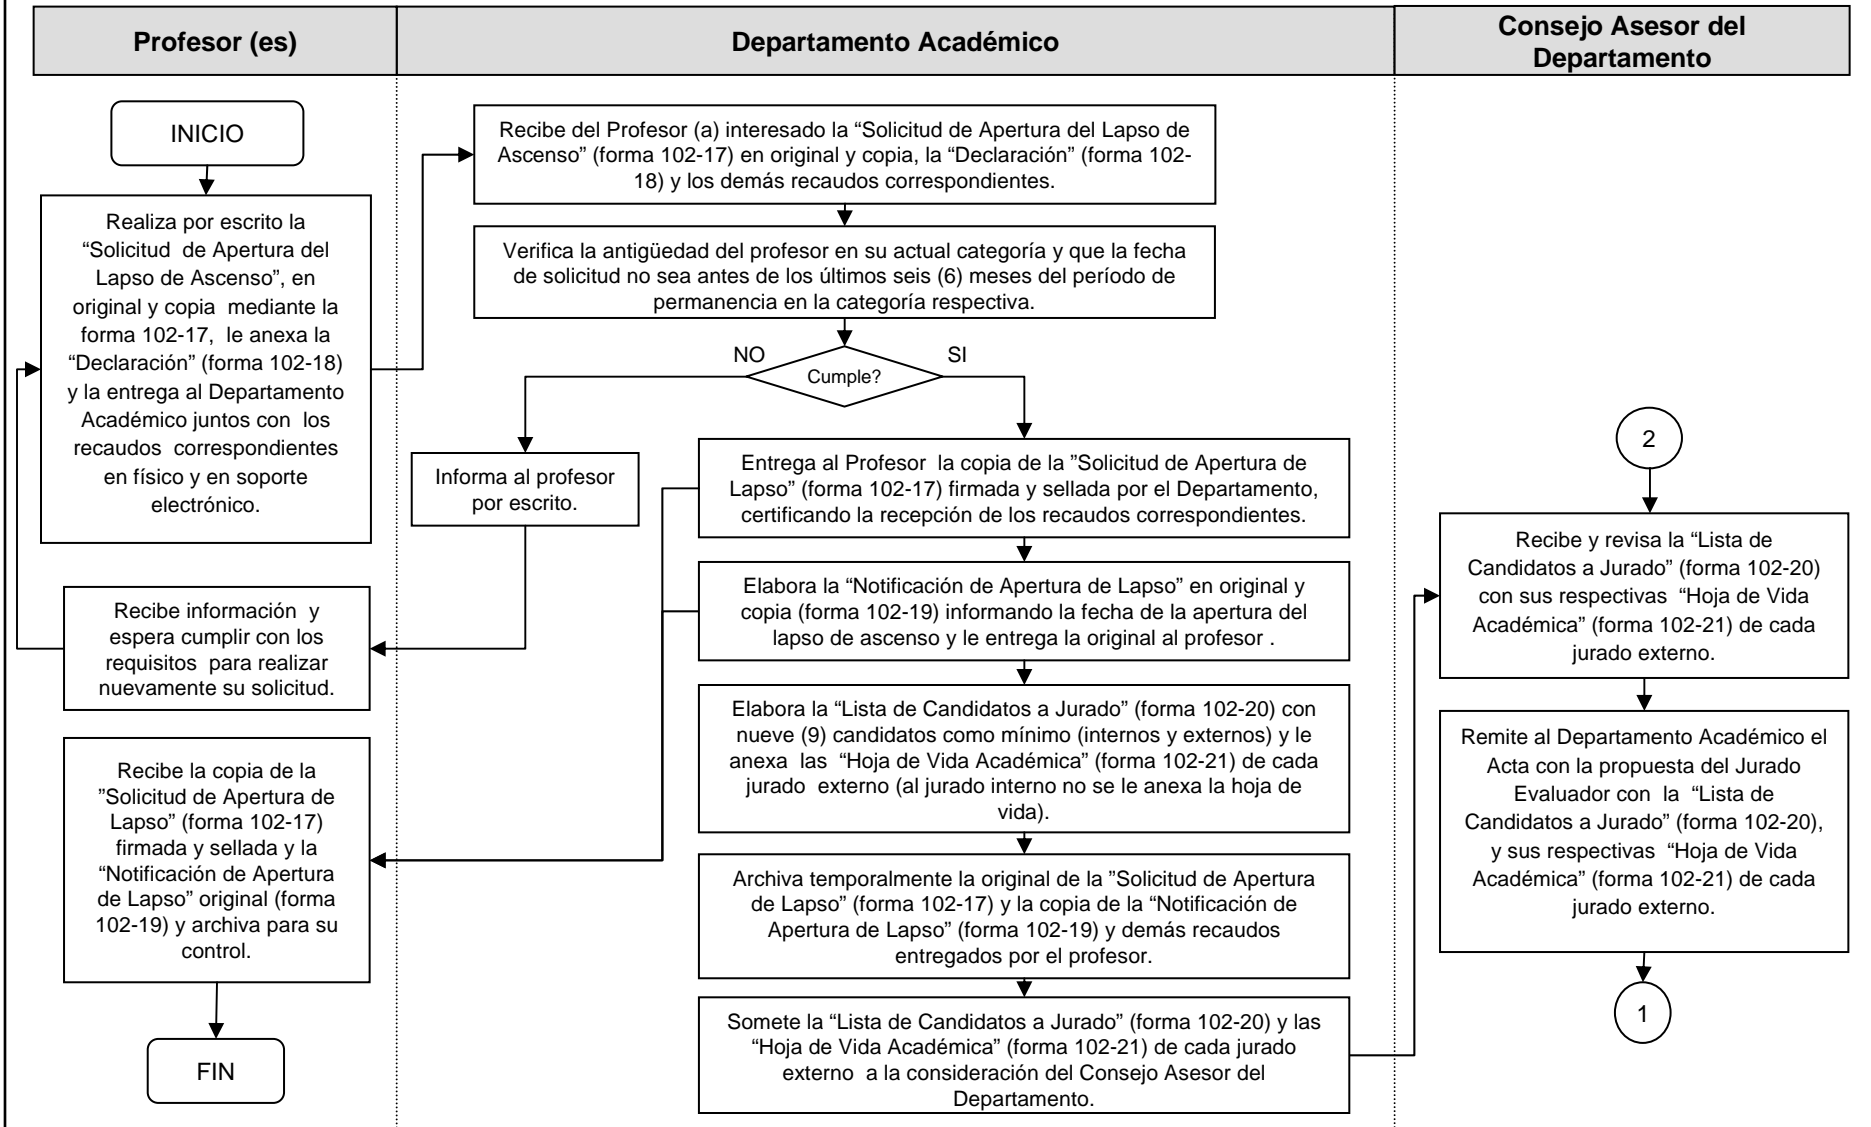 Profesor (es)
Departamento Académico
Consejo Asesor del
Departamento
INICIO
Realiza por escrito la
“Solicitud de Apertura del
Lapso de Ascenso”, en
original y copia mediante la
forma 102-17, le anexa la
“Declaración” (forma 102-18)
y la entrega al Departamento
Académico juntos con los
recaudos correspondientes
en físico y en soporte
electrónico.
Recibe información y
espera cumplir con los
requisitos para realizar
nuevamente su solicitud.
Recibe la copia de la
”Solicitud de Apertura de
Lapso” (forma 102-17)
firmada y sellada y la
“Notificación de Apertura
de Lapso” original (forma
102-19) y archiva para su
control.
FIN
Recibe del Profesor (a) interesado la “Solicitud de Apertura del Lapso de
Ascenso” (forma 102-17) en original y copia, la “Declaración” (forma 102-
18) y los demás recaudos correspondientes.
Verifica la antigüedad del profesor en su actual categoría y que la fecha
de solicitud no sea antes de los últimos seis (6) meses del período de
permanencia en la categoría respectiva.
NO
SI
Cumple?
Informa al profesor
por escrito.
Entrega al Profesor la copia de la ”Solicitud de Apertura de
Lapso” (forma 102-17) firmada y sellada por el Departamento,
certificando la recepción de los recaudos correspondientes.
Elabora la “Notificación de Apertura de Lapso” en original y
copia (forma 102-19) informando la fecha de la apertura del
lapso de ascenso y le entrega la original al profesor .
Elabora la “Lista de Candidatos a Jurado” (forma 102-20) con
nueve (9) candidatos como mínimo (internos y externos) y le
anexa las “Hoja de Vida Académica” (forma 102-21) de cada
jurado externo (al jurado interno no se le anexa la hoja de
vida).
Archiva temporalmente la original de la ”Solicitud de Apertura
de Lapso” (forma 102-17) y la copia de la “Notificación de
Apertura de Lapso” (forma 102-19) y demás recaudos
entregados por el profesor.
Somete la “Lista de Candidatos a Jurado” (forma 102-20) y las
“Hoja de Vida Académica” (forma 102-21) de cada jurado
externo a la consideración del Consejo Asesor del
Departamento.
2
Recibe y revisa la “Lista de
Candidatos a Jurado” (forma 102-20)
con sus respectivas “Hoja de Vida
Académica” (forma 102-21) de cada
jurado externo.
Remite al Departamento Académico el
Acta con la propuesta del Jurado
Evaluador con la “Lista de
Candidatos a Jurado” (forma 102-20),
y sus respectivas “Hoja de Vida
Académica” (forma 102-21) de cada
jurado externo.
1